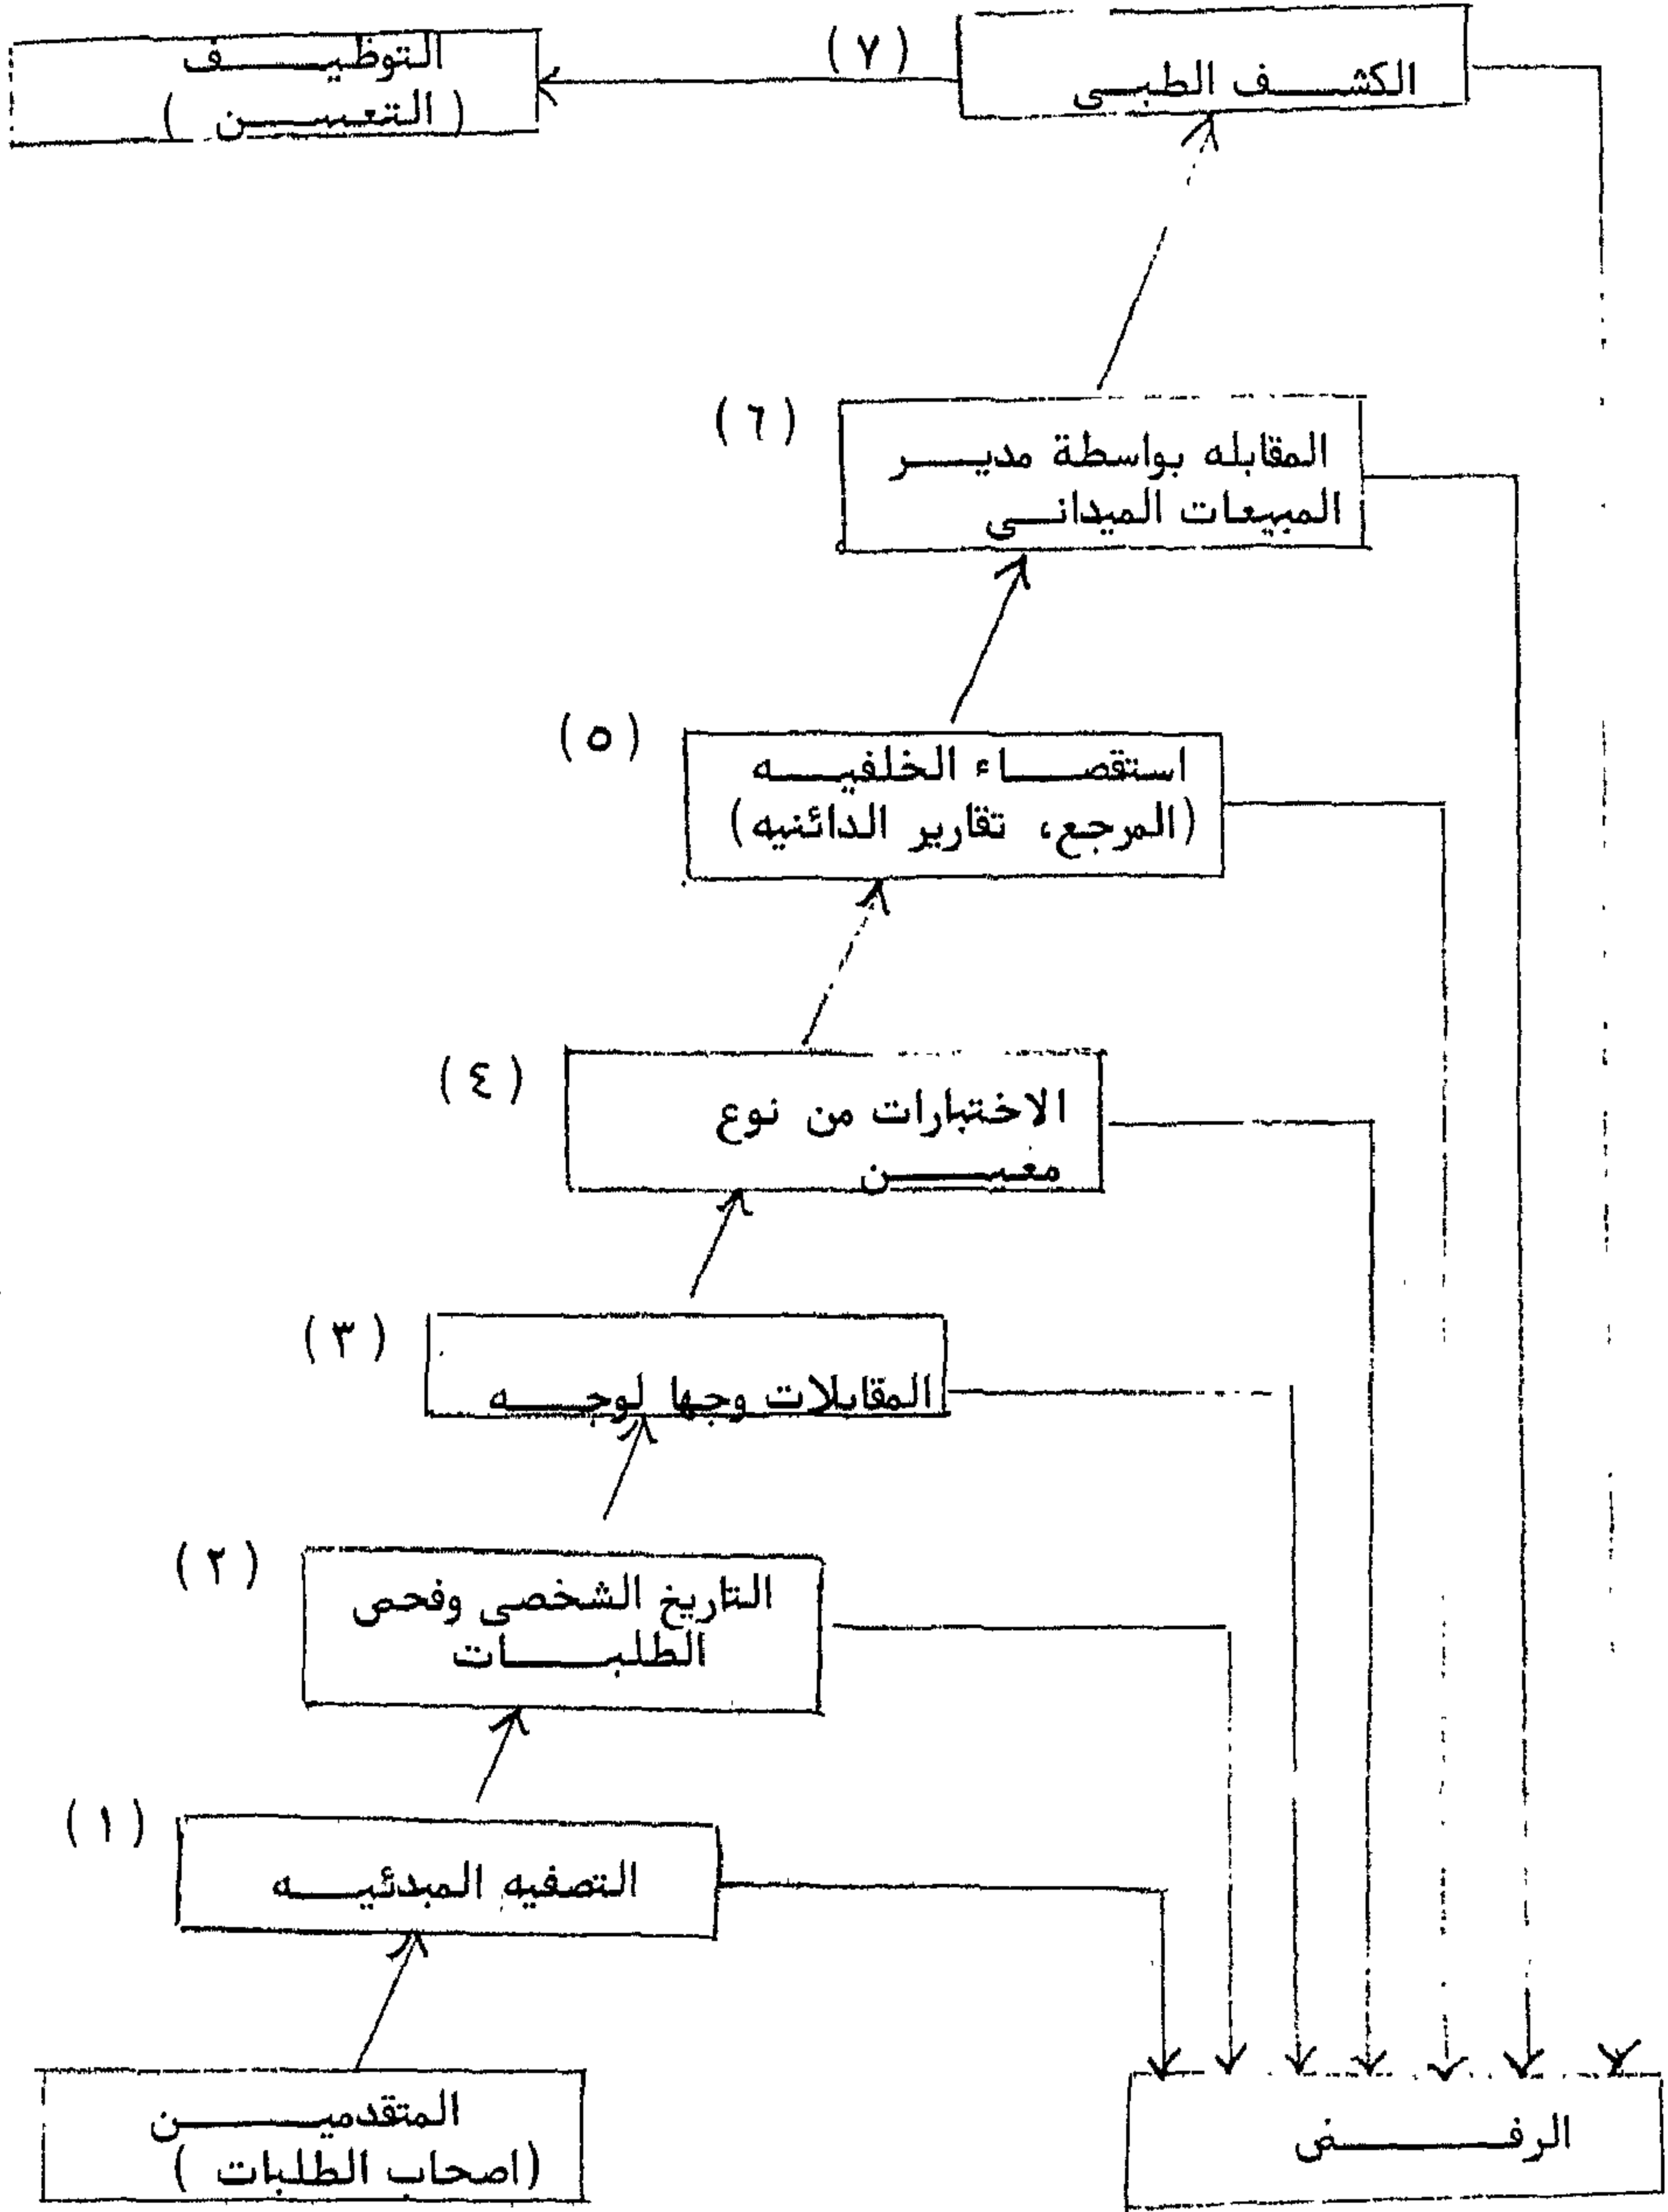 (٧)
الكشف الطبى
التوظيف
(التعيين)
(٦)
المقابله بواسطة مدير
المبيعات الميدانى
(٥)
استقصاء الخلفيه
(المرجع، تقارير الدائنيه)
(٤)
الاختبارات من نوع
معين
(٣)
المقابلات وجها لوجه
(٢)
التاريخ الشخصى وفحص
الطلبات
(١)
التصفيه المبدئيه
المتقدمين
(اصحاب الطلبات)
الرفض